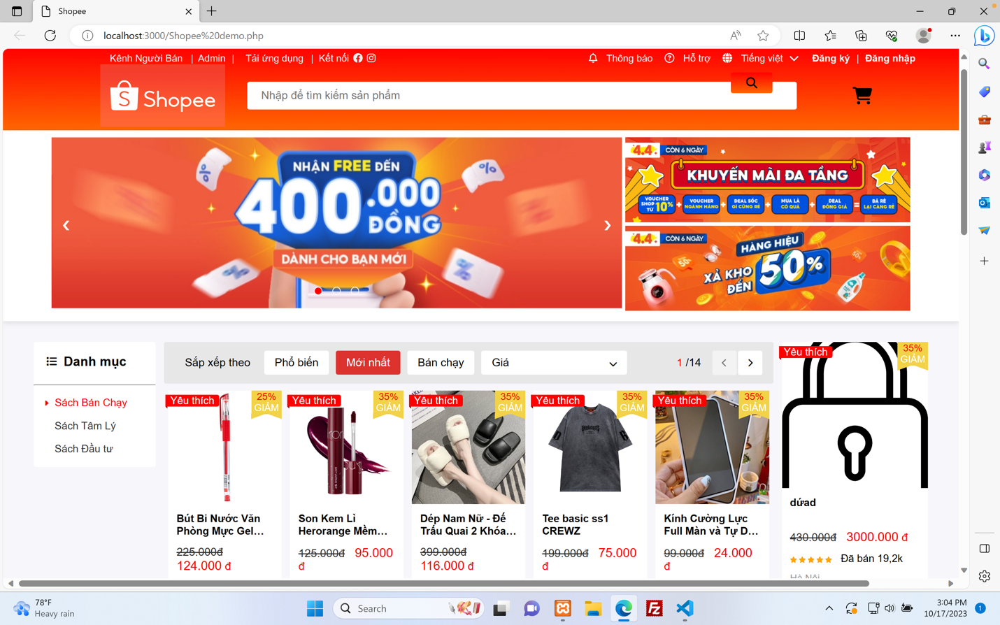 Shopee
localhost:3000/Shopee%20demo.php
Kênh Người Bán | Admin | Tải ứng dụng | Kết nối
Thông báo Hỗ trợ Tiếng việt Đăng ký | Đăng nhập
Shopee
Nhập để tìm kiếm sản phẩm
NHẬN FREE ĐẾN
400.000
ĐỒNG
DÀNH CHO BẠN MỚI
4.4 CÒN 6 NGÀY
KHUYẾN MÃI ĐA TẦNG
VOUCHER SHOP TỪ 10% + VOUCHER NGÀNH HÀNG + DEAL SỐC GÌ CŨNG RẺ + MUA LÀ CÓ QUÀ + DEAL ĐỒNG GIÁ = ĐÃ RẺ LẠI CÀNG RẺ
4.4 CÒN 6 NGÀY
HÀNG HIỆU
XẢ KHO
ĐẾN 50%
Danh mục
Sách Bán Chạy
Sách Tâm Lý
Sách Đầu tư
Sắp xếp theo Phổ biến Mới nhất Bán chạy Giá 1 /14
Yêu thích 25%
GIẢM
Bút Bi Nước Văn
Phòng Mực Gel...
225.000đ
124.000 đ
Yêu thích 35%
GIẢM
Son Kem Lì
Herorange Mềm...
125.000đ 95.000
đ
Yêu thích 35%
GIẢM
Dép Nam Nữ - Đế
Trấu Quai 2 Khóa...
399.000đ
116.000 đ
Yêu thích 35%
GIẢM
Tee basic ss1
CREWZ
199.000đ 75.000
đ
Yêu thích 35%
GIẢM
Kính Cường Lực
Full Màn và Tự D...
99.000đ 24.000
đ
Yêu thích 35%
GIẢM
dứad
430.000đ 3000.000 đ
Đã bán 19,2k
Hà Nội
78°F
Heavy rain
Search
3:04 PM
10/17/2023
1